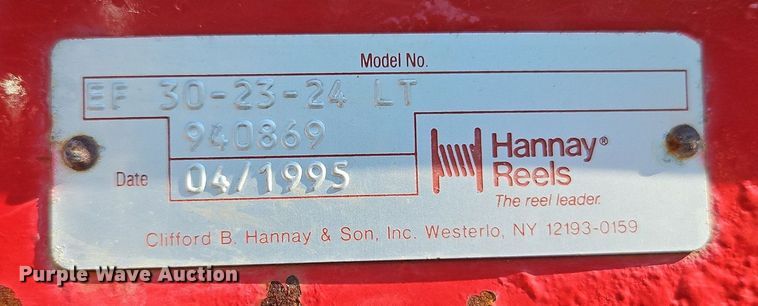 Model No.
EF 30-23-24 LT
940869
Date 04/1995
Hannay®
Reels
The reel leader.
Clifford B. Hannay & Son, Inc. Westerlo, NY 12193-0159
Purple Wave Auction